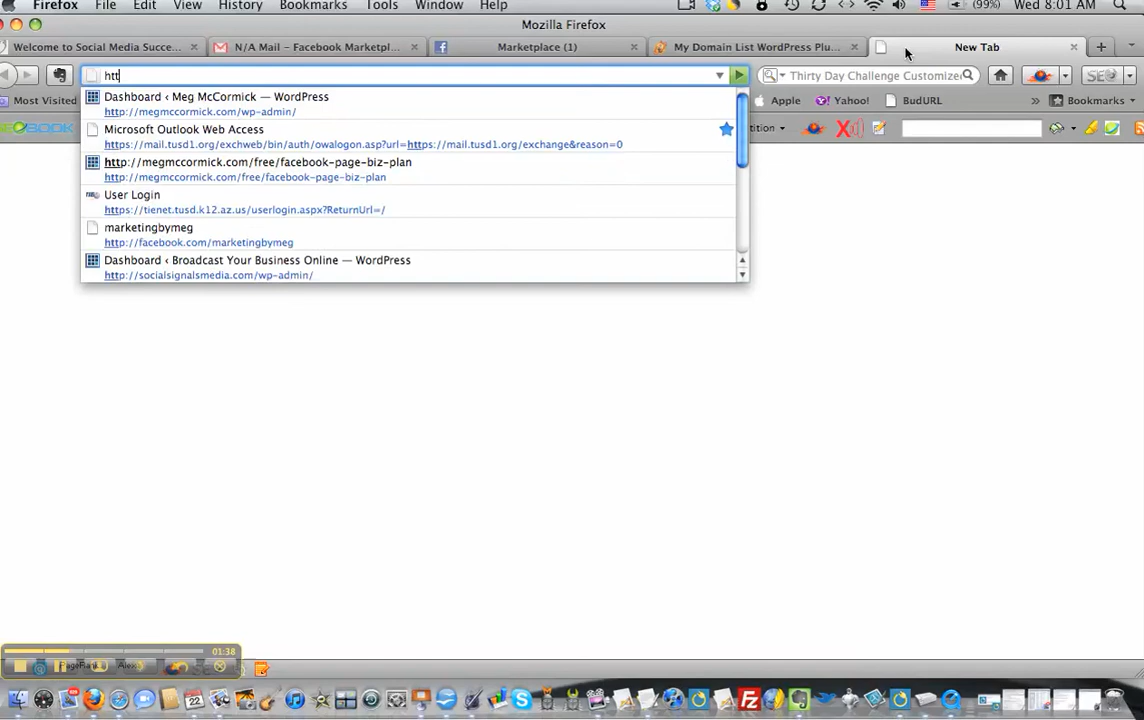 Firefox File Edit View History Bookmarks Tools Window Help (99%) Wed 8:01 AM
Mozilla Firefox
Welcome to Social Media Succe... N/A Mail – Facebook Marketpl... Marketplace (1) My Domain List WordPress Plu... New Tab
htt Thirty Day Challenge Customize
Most Visited Apple Yahoo! BudURL » Bookmarks
Dashboard ‹ Meg McCormick — WordPress
http://megmccormick.com/wp-admin/
Microsoft Outlook Web Access
https://mail.tusd1.org/exchweb/bin/auth/owalogon.asp?url=https://mail.tusd1.org/exchange&reason=0
http://megmccormick.com/free/facebook-page-biz-plan
http://megmccormick.com/free/facebook-page-biz-plan
User Login
https://tienet.tusd.k12.az.us/userlogin.aspx?ReturnUrl=/
marketingbymeg
http://facebook.com/marketingbymeg
Dashboard ‹ Broadcast Your Business Online — WordPress
http://socialsignalsmedia.com/wp-admin/
01:38
PageRank Alexa